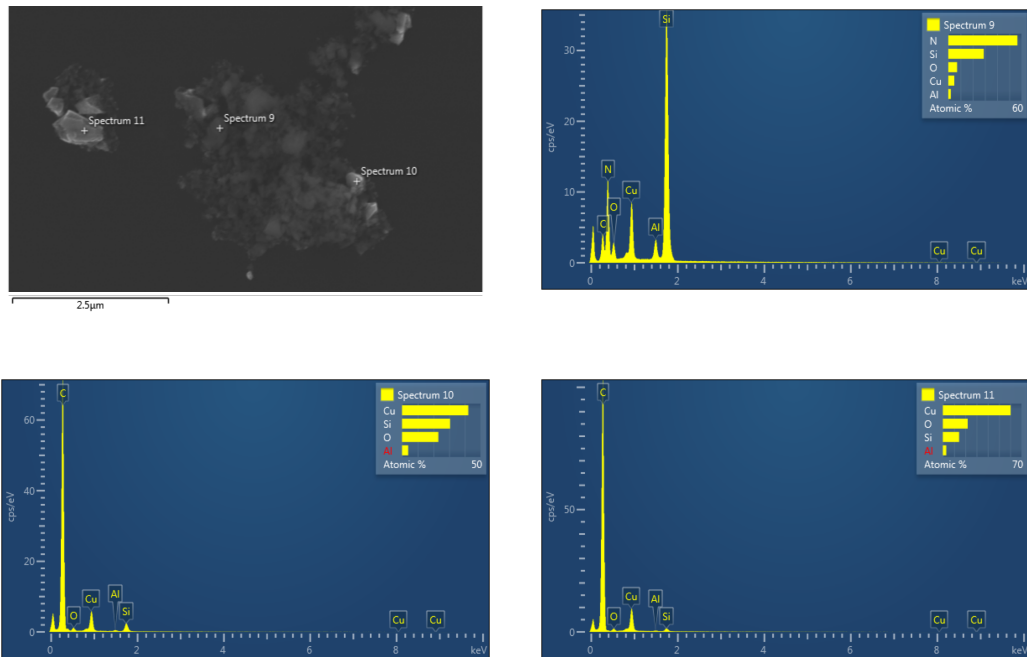 Spectrum 11
Spectrum 9
Spectrum 10
2.5µm
Spectrum 9
N
Si
O
Cu
Al
Atomic % 60
cps/eV
30
20
10
0
Si
N
O
C
Cu
Al
Cu
Cu
0
2
4
6
8
keV
Spectrum 10
Cu
Si
O
Al
Atomic % 50
cps/eV
60
40
20
0
C
O
Cu
Al
Si
Cu
Cu
0
2
4
6
8
keV
Spectrum 11
Cu
O
Si
Al
Atomic % 70
cps/eV
50
0
C
O
Cu
Al
Si
Cu
Cu
0
2
4
6
8
keV